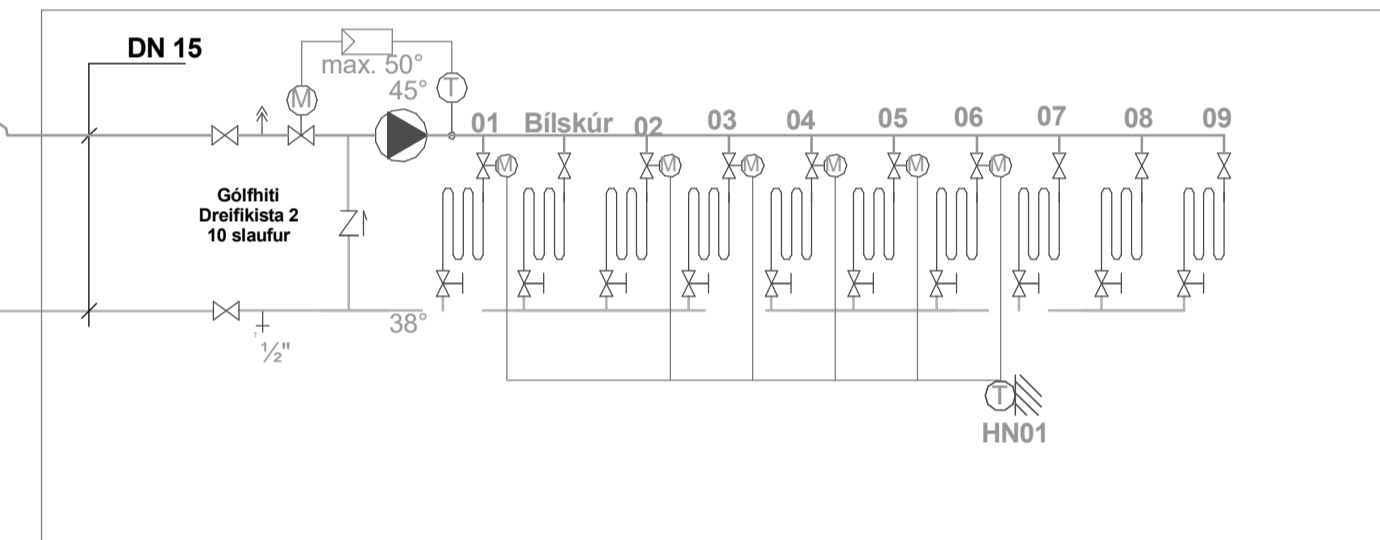 DN 15
max. 50°
45°
T
M
01 Bílskúr 02 03 04 05 06 07 08 09
M M M M M M
Gólfhiti
Dreifikista 2
10 slaufur
38°
½"
T
HN01